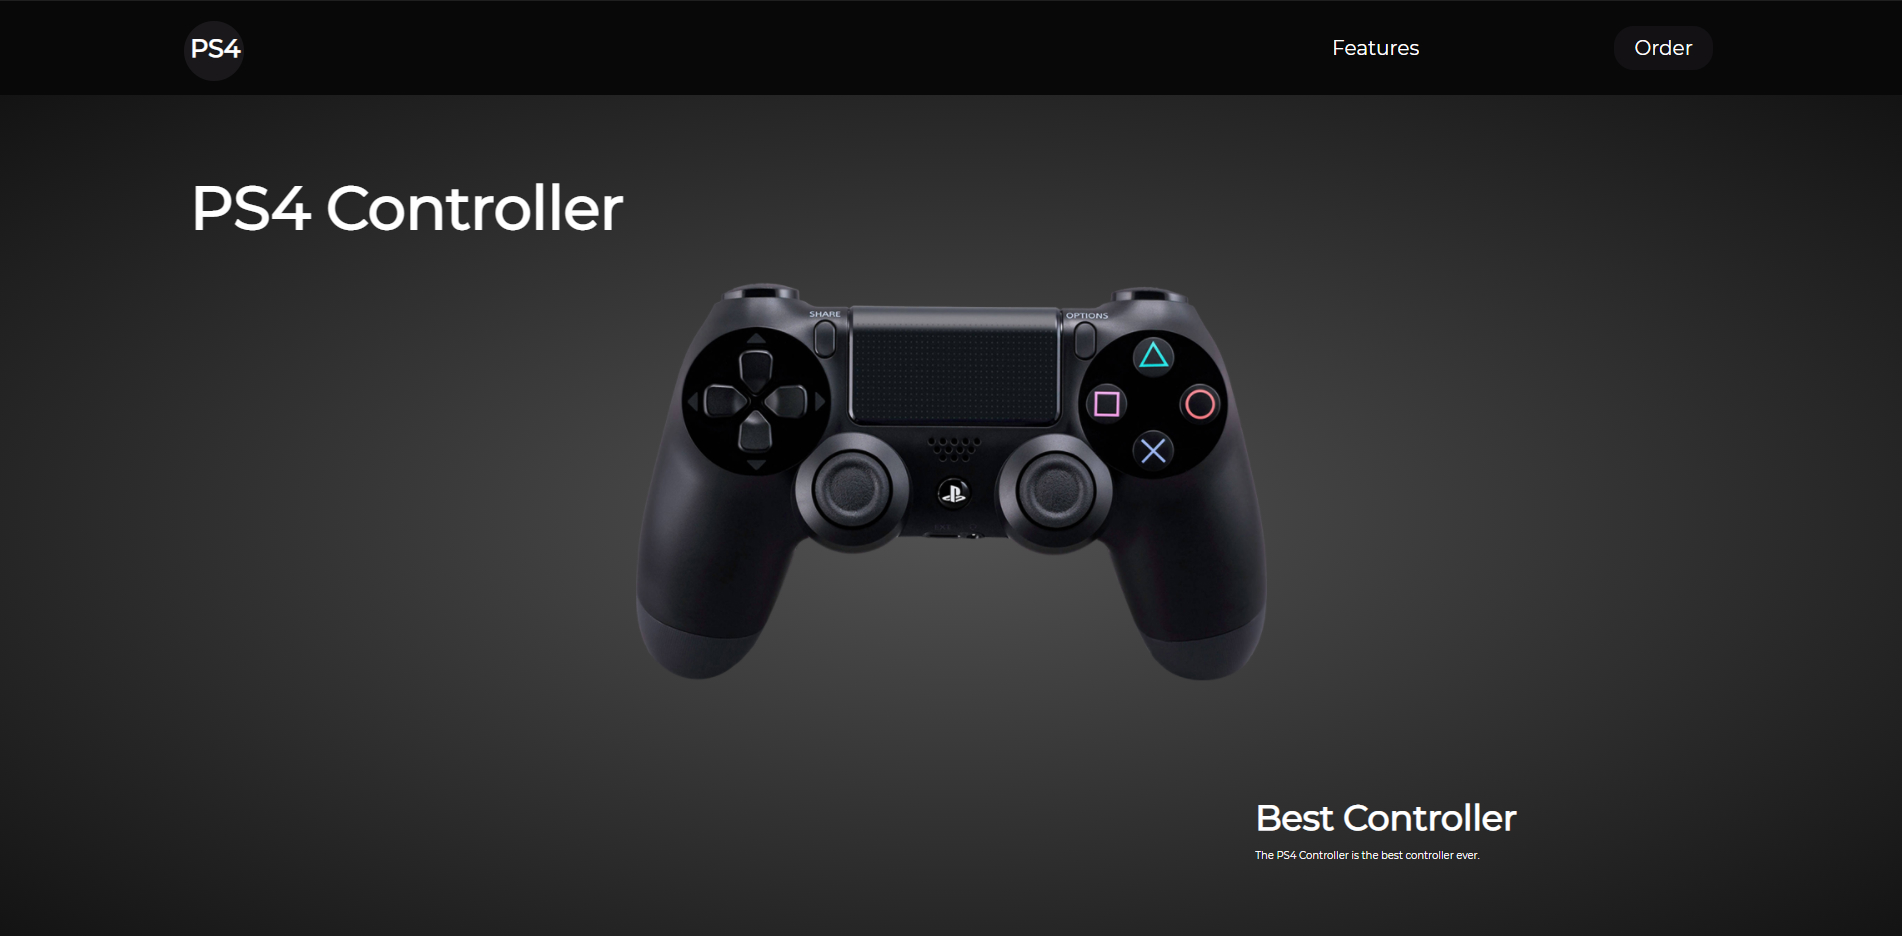 PS4
Features
Order
PS4 Controller
SHARE
OPTIONS
Best Controller
The PS4 Controller is the best controller ever.